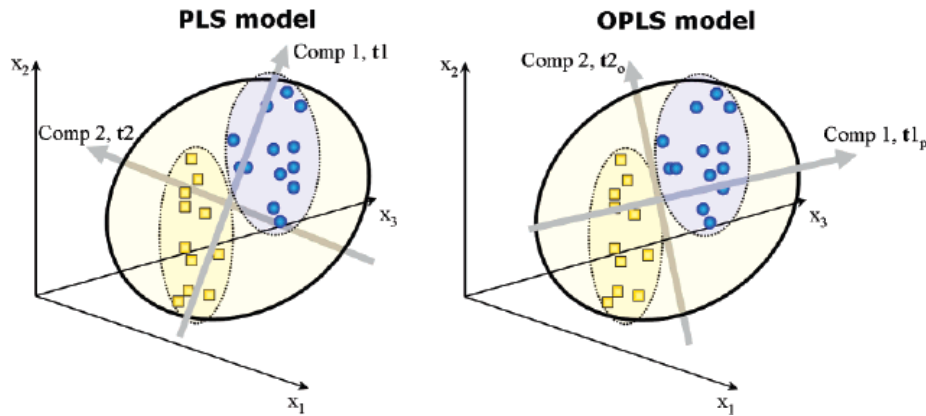 PLS model
OPLS model
x₂
Comp 1, t1
Comp 2, t2
x₃
x₁
x₂
Comp 2, t2ₒ
Comp 1, t1ₚ
x₃
x₁